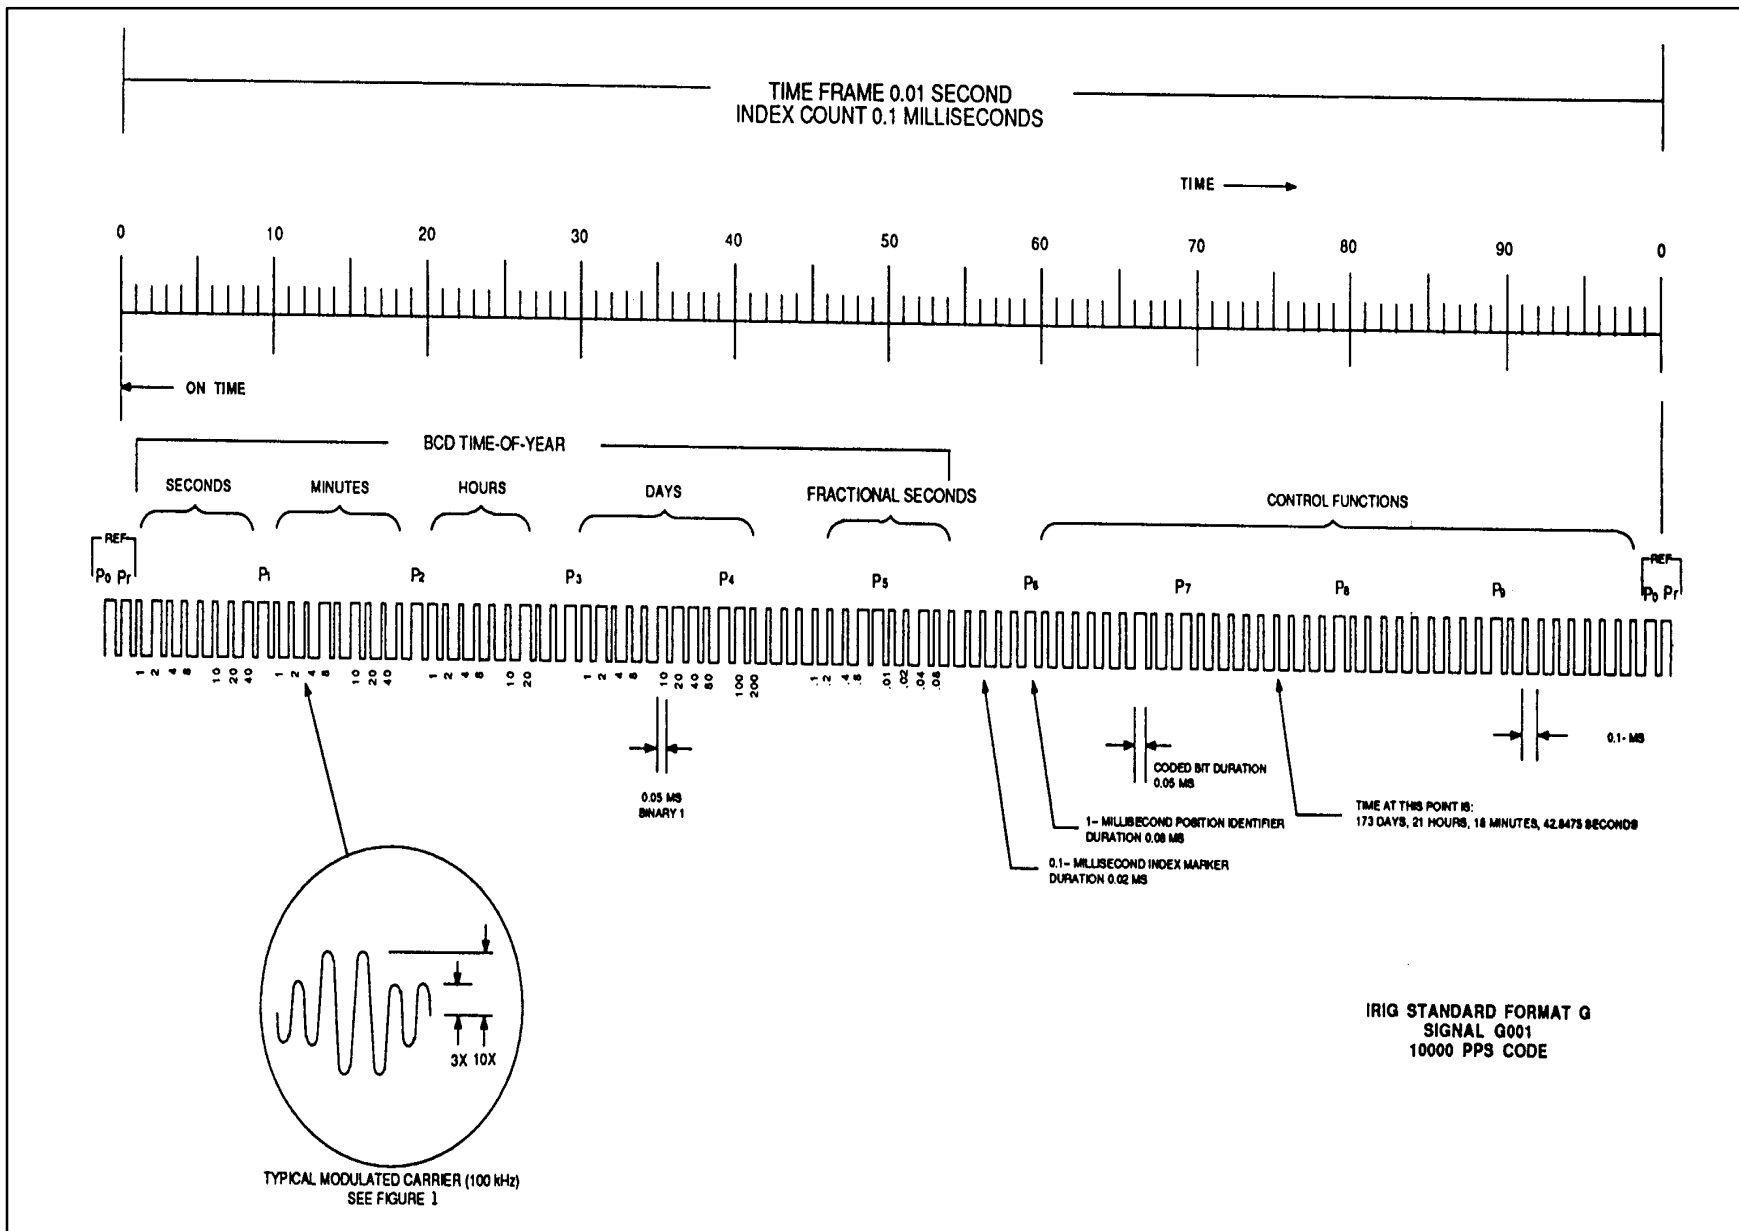 TIME FRAME 0.01 SECOND
INDEX COUNT 0.1 MILLISECONDS
TIME
0 10 20 30 40 50 60 70 80 90 0
ON TIME
BCD TIME-OF-YEAR
SECONDS MINUTES HOURS DAYS FRACTIONAL SECONDS CONTROL FUNCTIONS
REF REF
P0 Pr P1 P2 P3 P4 P5 P6 P7 P8 P9 P0 Pr
1 2 4 8 10 20 40 1 2 4 8 10 20 40 1 2 4 8 10 20 1 2 4 8 10 20 40 80 100 200 .1 .2 .4 .8 .01 .02 .04 .08
0.05 MS
BINARY 1
CODED BIT DURATION
0.05 MS
0.1- MS
1- MILLISECOND POSITION IDENTIFIER
DURATION 0.08 MS
TIME AT THIS POINT IS:
173 DAYS, 21 HOURS, 18 MINUTES, 42.8475 SECONDS
0.1- MILLISECOND INDEX MARKER
DURATION 0.02 MS
3X 10X
IRIG STANDARD FORMAT G
SIGNAL G001
10000 PPS CODE
TYPICAL MODULATED CARRIER (100 kHz)
SEE FIGURE 1